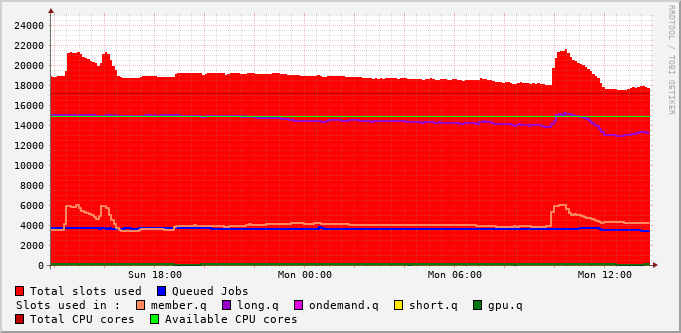 24000
22000
20000
18000
16000
14000
12000
10000
8000
6000
4000
2000
0
Sun 18:00 Mon 00:00 Mon 06:00 Mon 12:00
RRDTOOL / TOBI OETIKER
Total slots used Queued Jobs
Slots used in : member.q long.q ondemand.q short.q gpu.q
Total CPU cores Available CPU cores